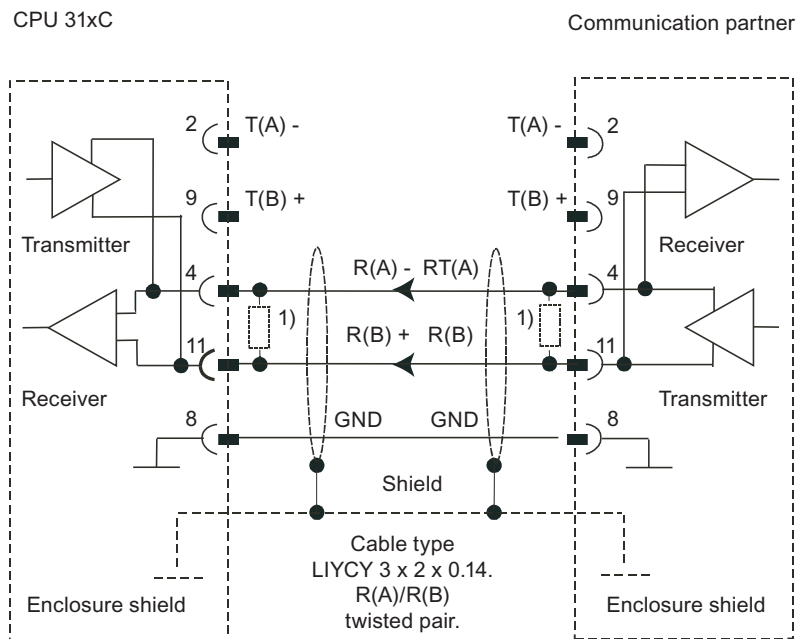 CPU 31xC
Communication partner
2 T(A) - T(A) - 2
9 T(B) + T(B) + 9
Transmitter Receiver
4 R(A) - RT(A) 4
1) 1)
11 R(B) + R(B) 11
Receiver Transmitter
8 GND GND 8
Shield
Cable type
LIYCY 3 x 2 x 0.14.
R(A)/R(B)
twisted pair.
Enclosure shield Enclosure shield